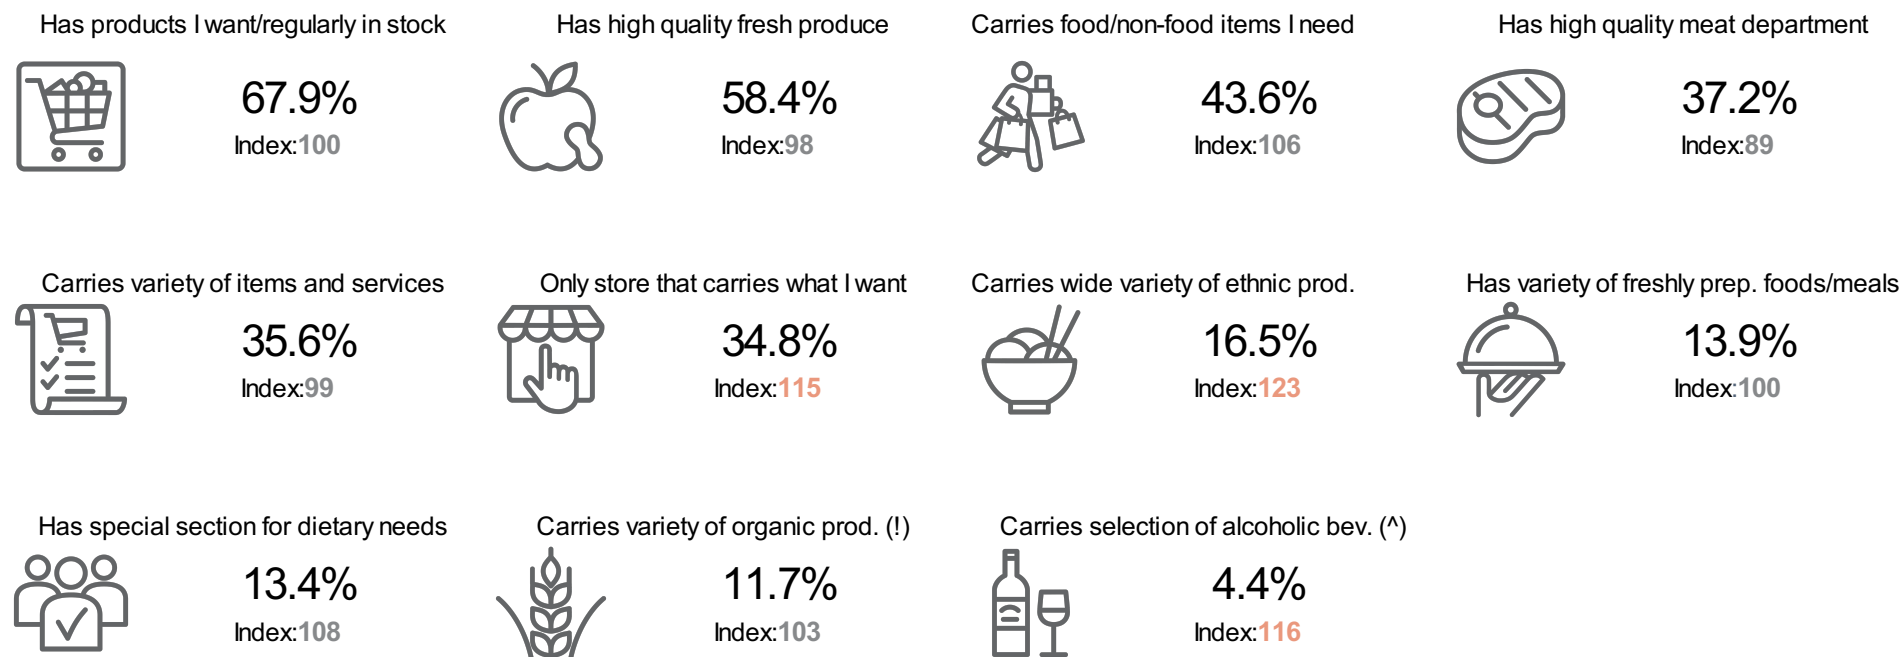 Has products I want/regularly in stock
67.9%
Index:100
Has high quality fresh produce
58.4%
Index:98
Carries food/non-food items I need
43.6%
Index:106
Has high quality meat department
37.2%
Index:89
Carries variety of items and services
35.6%
Index:99
Only store that carries what I want
34.8%
Index:115
Carries wide variety of ethnic prod.
16.5%
Index:123
Has variety of freshly prep. foods/meals
13.9%
Index:100
Has special section for dietary needs
13.4%
Index:108
Carries variety of organic prod. (!)
11.7%
Index:103
Carries selection of alcoholic bev. (^)
4.4%
Index:116